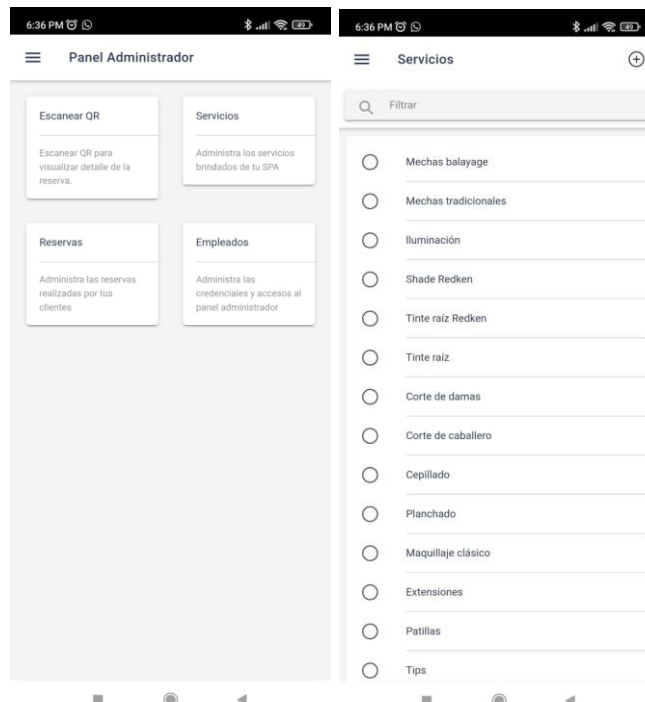 6:36 PM
49
Panel Administrador
Escanear QR
Escanear QR para
visualizar detalle de la
reserva.
Servicios
Administra los servicios
brindados de tu SPA
Reservas
Administra las reservas
realizadas por tus
clientes
Empleados
Administra las
credenciales y accesos al
panel administrador
6:36 PM
49
Servicios
Filtrar
Mechas balayage
Mechas tradicionales
Iluminación
Shade Redken
Tinte raíz Redken
Tinte raíz
Corte de damas
Corte de caballero
Cepillado
Planchado
Maquillaje clásico
Extensiones
Patillas
Tips